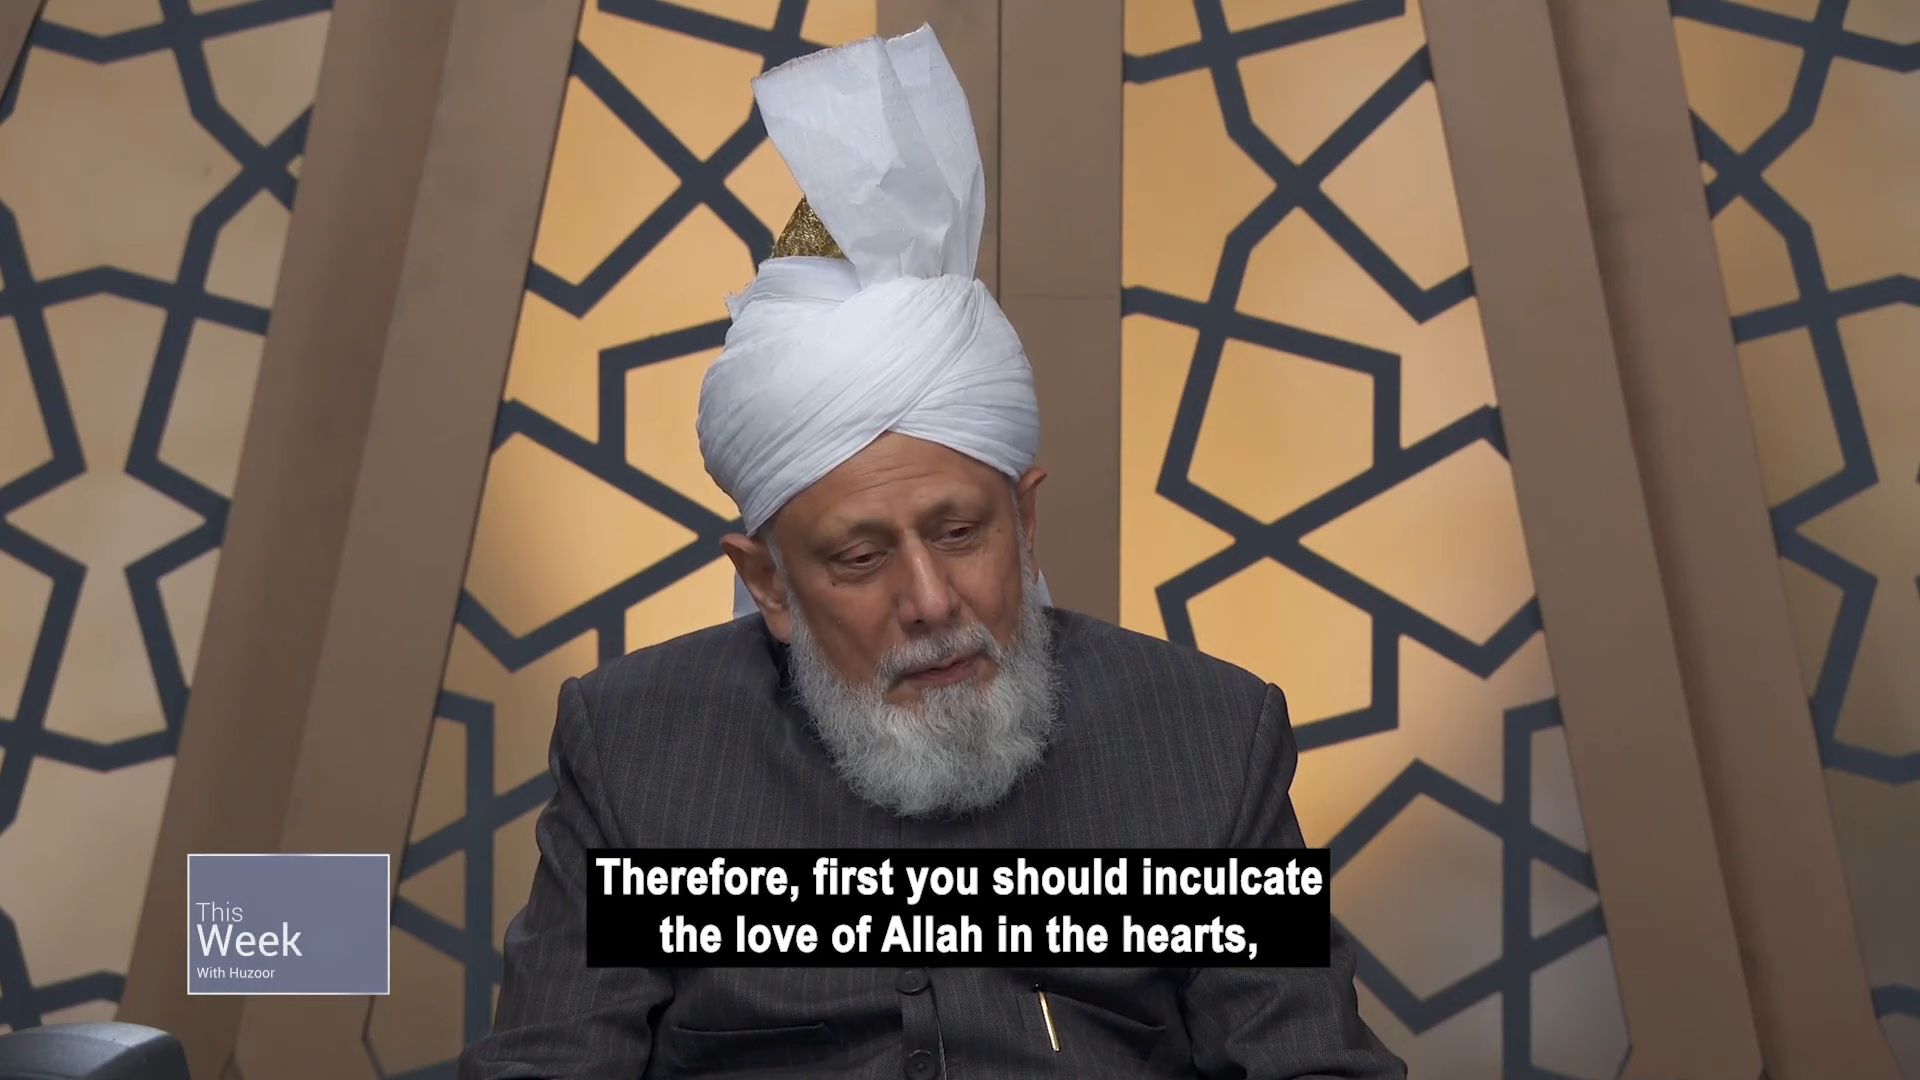 This
Week
With Huzoor
Therefore, first you should inculcate
the love of Allah in the hearts,